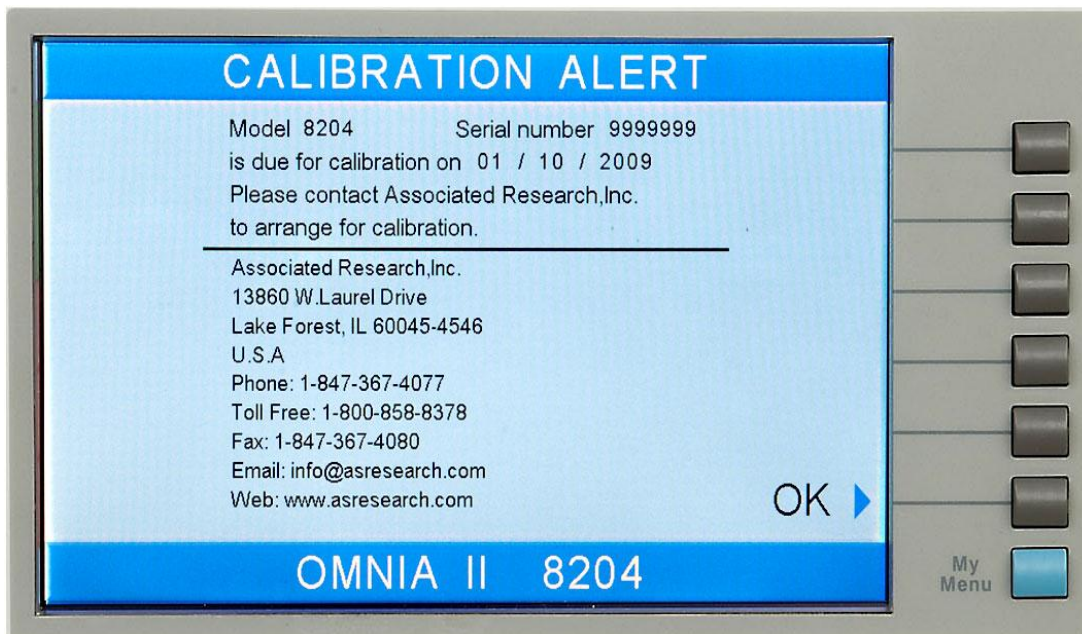 CALIBRATION ALERT
Model 8204 Serial number 9999999
is due for calibration on 01 / 10 / 2009
Please contact Associated Research,Inc.
to arrange for calibration.
Associated Research,Inc.
13860 W.Laurel Drive
Lake Forest, IL 60045-4546
U.S.A
Phone: 1-847-367-4077
Toll Free: 1-800-858-8378
Fax: 1-847-367-4080
Email: info@asresearch.com
Web: www.asresearch.com
OK
OMNIA II 8204
My
Menu